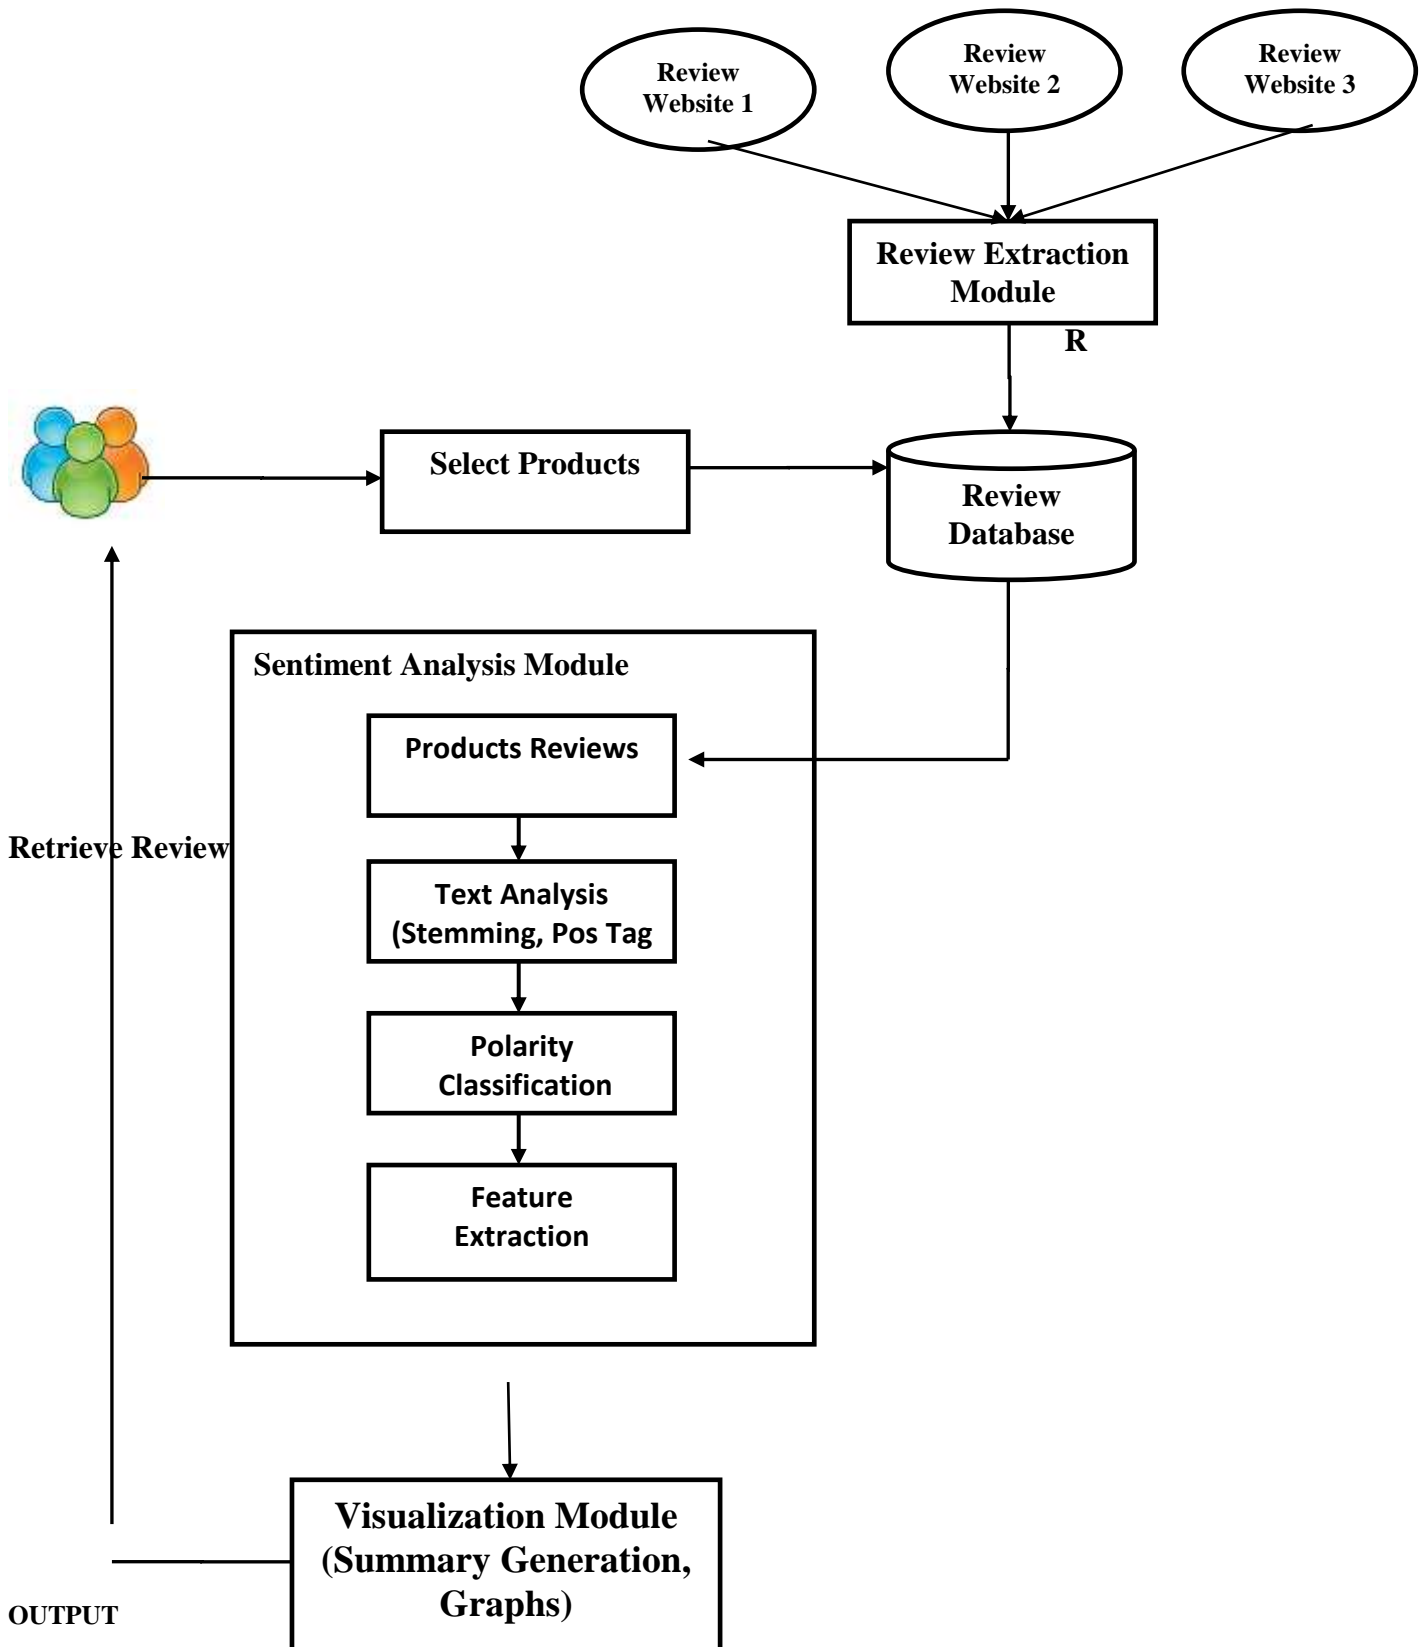 Review
Website 1
Review
Website 2
Review
Website 3
Review Extraction
Module
R
Select Products
Review
Database
Sentiment Analysis Module
Products Reviews
Retrieve Review
Text Analysis
(Stemming, Pos Tag
Polarity
Classification
Feature
Extraction
Visualization Module
(Summary Generation,
Graphs)
OUTPUT